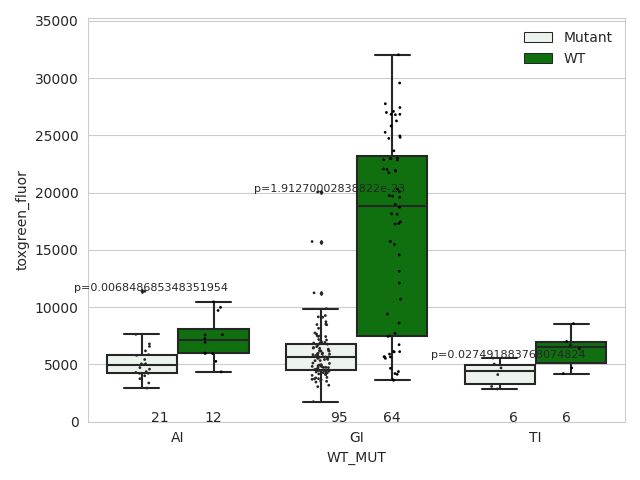 35000
Mutant
WT
30000
25000
20000
15000
10000
5000
0
toxgreen_fluor
p=1.91270002838822e-23
p=0.006848685348351954
p=0.027491883768074824
21 12 95 64 6 6
AI GI TI
WT_MUT